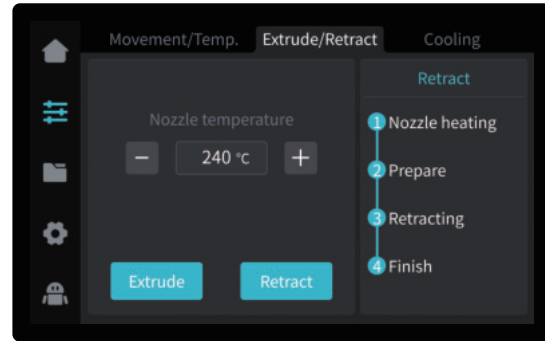 Movement/Temp. Extrude/Retract Cooling
Retract
Nozzle temperature
− 240 °C +
1 Nozzle heating
2 Prepare
3 Retracting
4 Finish
Extrude Retract